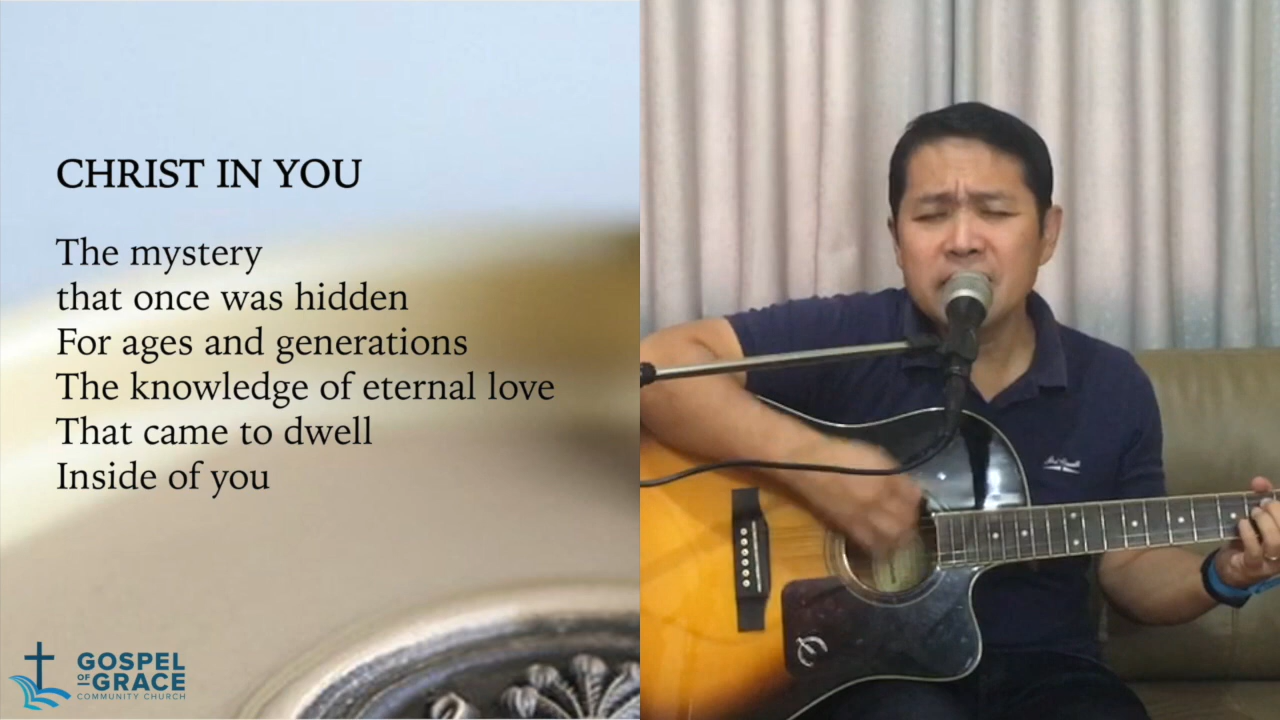 CHRIST IN YOU
The mystery
that once was hidden
For ages and generations
The knowledge of eternal love
That came to dwell
Inside of you
GOSPEL
OF GRACE
COMMUNITY CHURCH